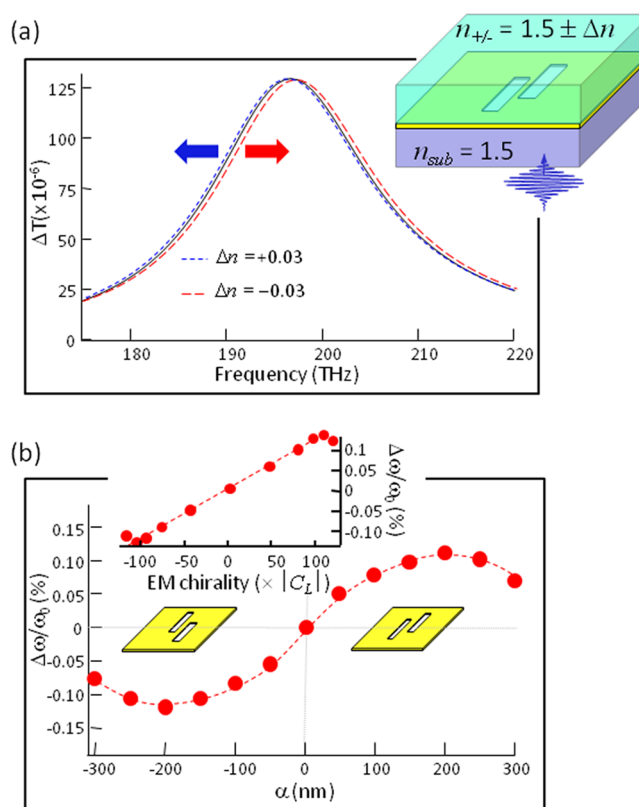 (a)
n+/- = 1.5 ± Δn
nsub = 1.5
125
100
75
50
25
0
ΔT(x 10-6)
Δn = +0.03
Δn = −0.03
180 190 200 210 220
Frequency (THz)
(b)
0.1
0.05
0
-0.05
-0.10
Δω/ω0 (%)
-100 -50 0 50 100
EM chirality (× |CL|)
0.15
0.10
0.05
0
-0.05
-0.10
-0.15
Δω/ω0 (%)
-300 -200 -100 0 100 200 300
α(nm)